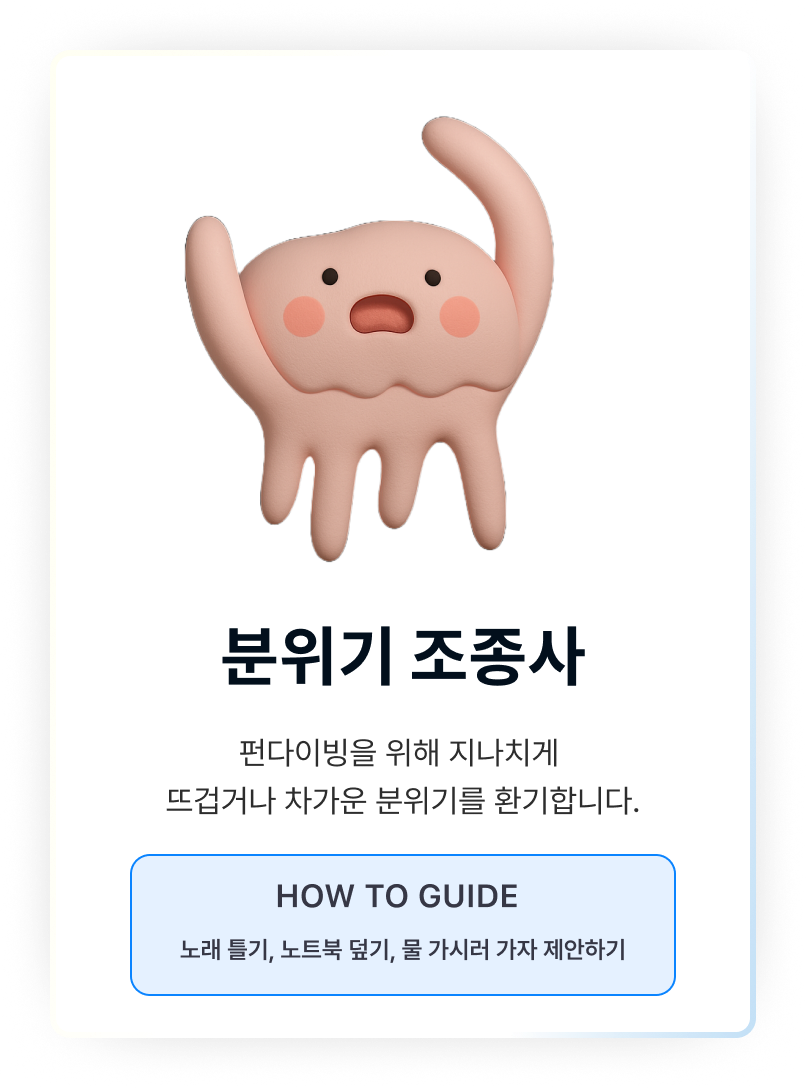 분위기 조종사
펀다이빙을 위해 지나치게
뜨겁거나 차가운 분위기를 환기합니다.
HOW TO GUIDE
노래 틀기, 노트북 덮기, 물 가시러 가자 제안하기